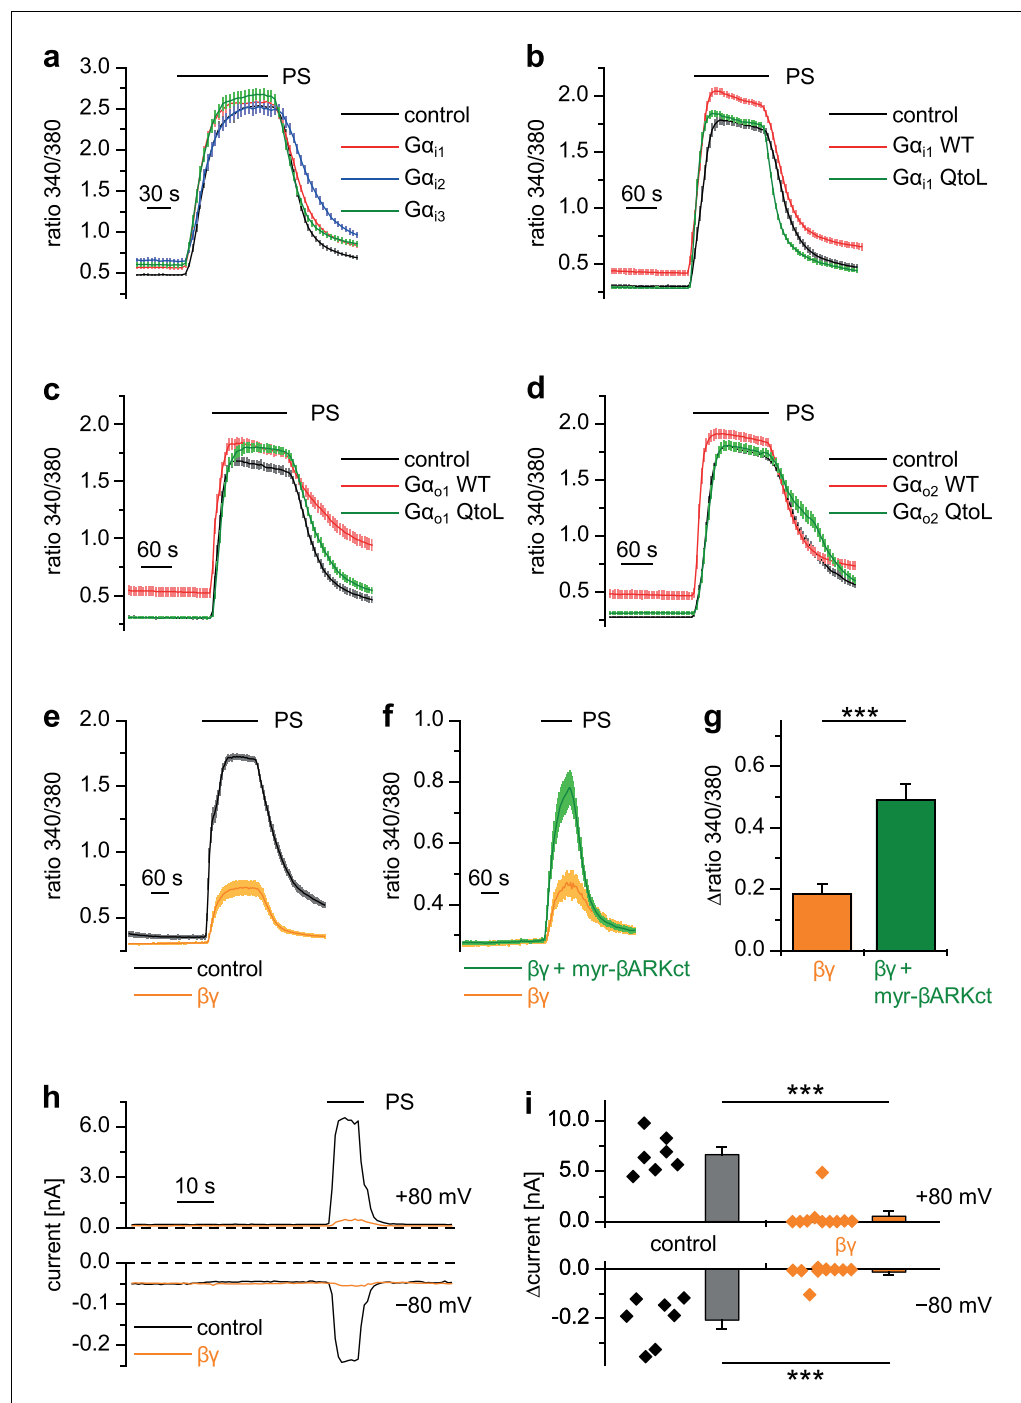 a
PS
ratio 340/380
3.0
2.5
2.0
1.5
1.0
0.5
30 s
control
Gαi1
Gαi2
Gαi3
b
PS
ratio 340/380
2.0
1.5
1.0
0.5
60 s
control
Gαi1 WT
Gαi1 QtoL
c
PS
ratio 340/380
2.0
1.5
1.0
0.5
60 s
control
Gαo1 WT
Gαo1 QtoL
d
PS
ratio 340/380
2.0
1.5
1.0
0.5
60 s
control
Gαo2 WT
Gαo2 QtoL
e
PS
ratio 340/380
2.0
1.5
1.0
0.5
60 s
control
βγ
f
PS
ratio 340/380
1.0
0.8
0.6
0.4
60 s
βγ + myr-βARKct
βγ
g
***
Δratio 340/380
0.6
0.4
0.2
0.0
βγ
βγ +
myr-βARKct
h
PS
current [nA]
6.0
3.0
0.0
10 s
+80 mV
0.0
-0.1
-0.2
−80 mV
control
βγ
i
***
Δcurrent [nA]
10.0
5.0
0.0
+80 mV
control
βγ
0.0
-0.2
−80 mV
***